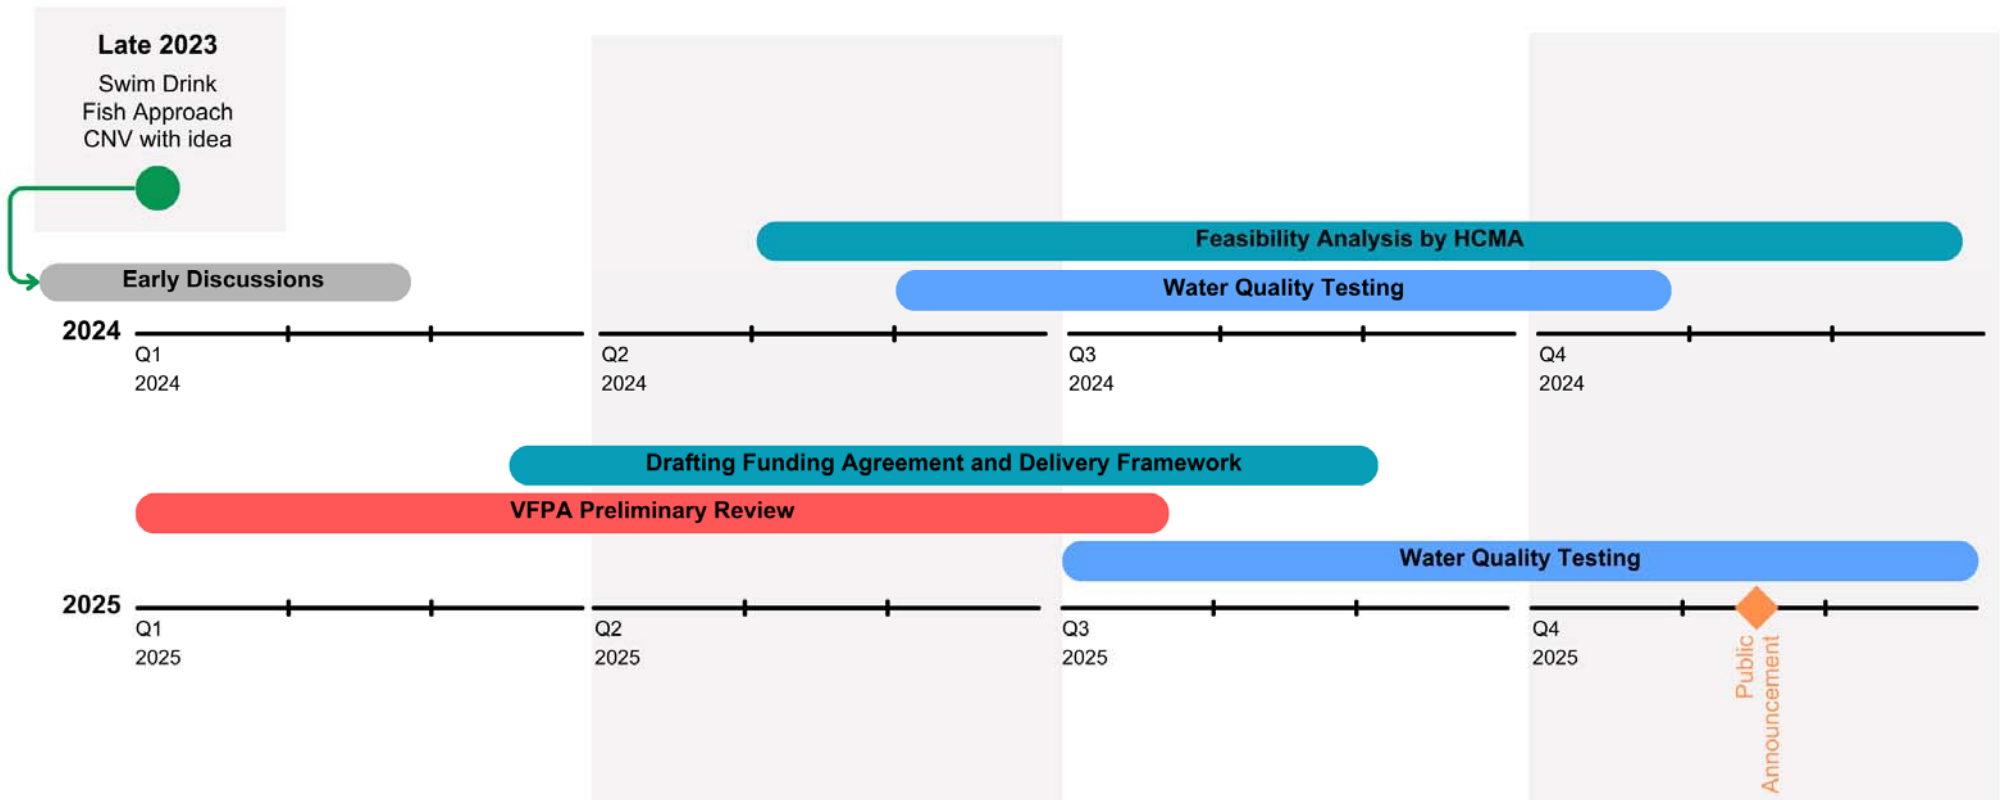 Late 2023
Swim Drink
Fish Approach
CNV with idea
Feasibility Analysis by HCMA
Early Discussions
Water Quality Testing
2024
Q1
2024
Q2
2024
Q3
2024
Q4
2024
Drafting Funding Agreement and Delivery Framework
VFPA Preliminary Review
Water Quality Testing
2025
Q1
2025
Q2
2025
Q3
2025
Q4
2025
Public
Announcement